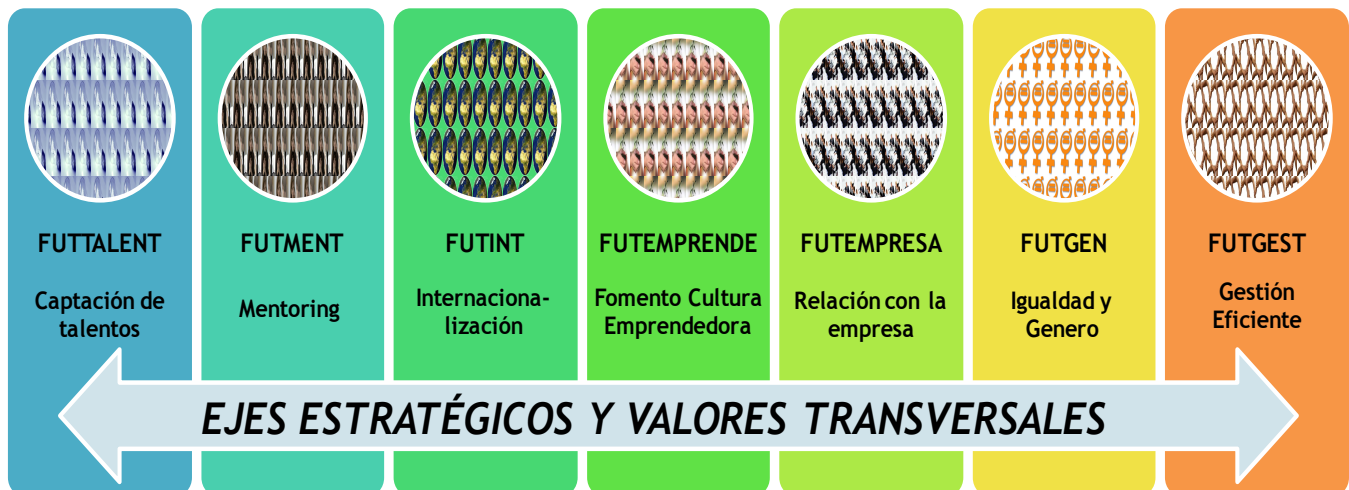 FUTTALENT
Captación de
talentos
FUTMENT
Mentoring
FUTINT
Internaciona-
lización
FUTEMPRENDE
Fomento Cultura
Emprendedora
FUTEMPRESA
Relación con la
empresa
FUTGEN
Igualdad y
Genero
FUTGEST
Gestión
Eficiente
EJES ESTRATÉGICOS Y VALORES TRANSVERSALES